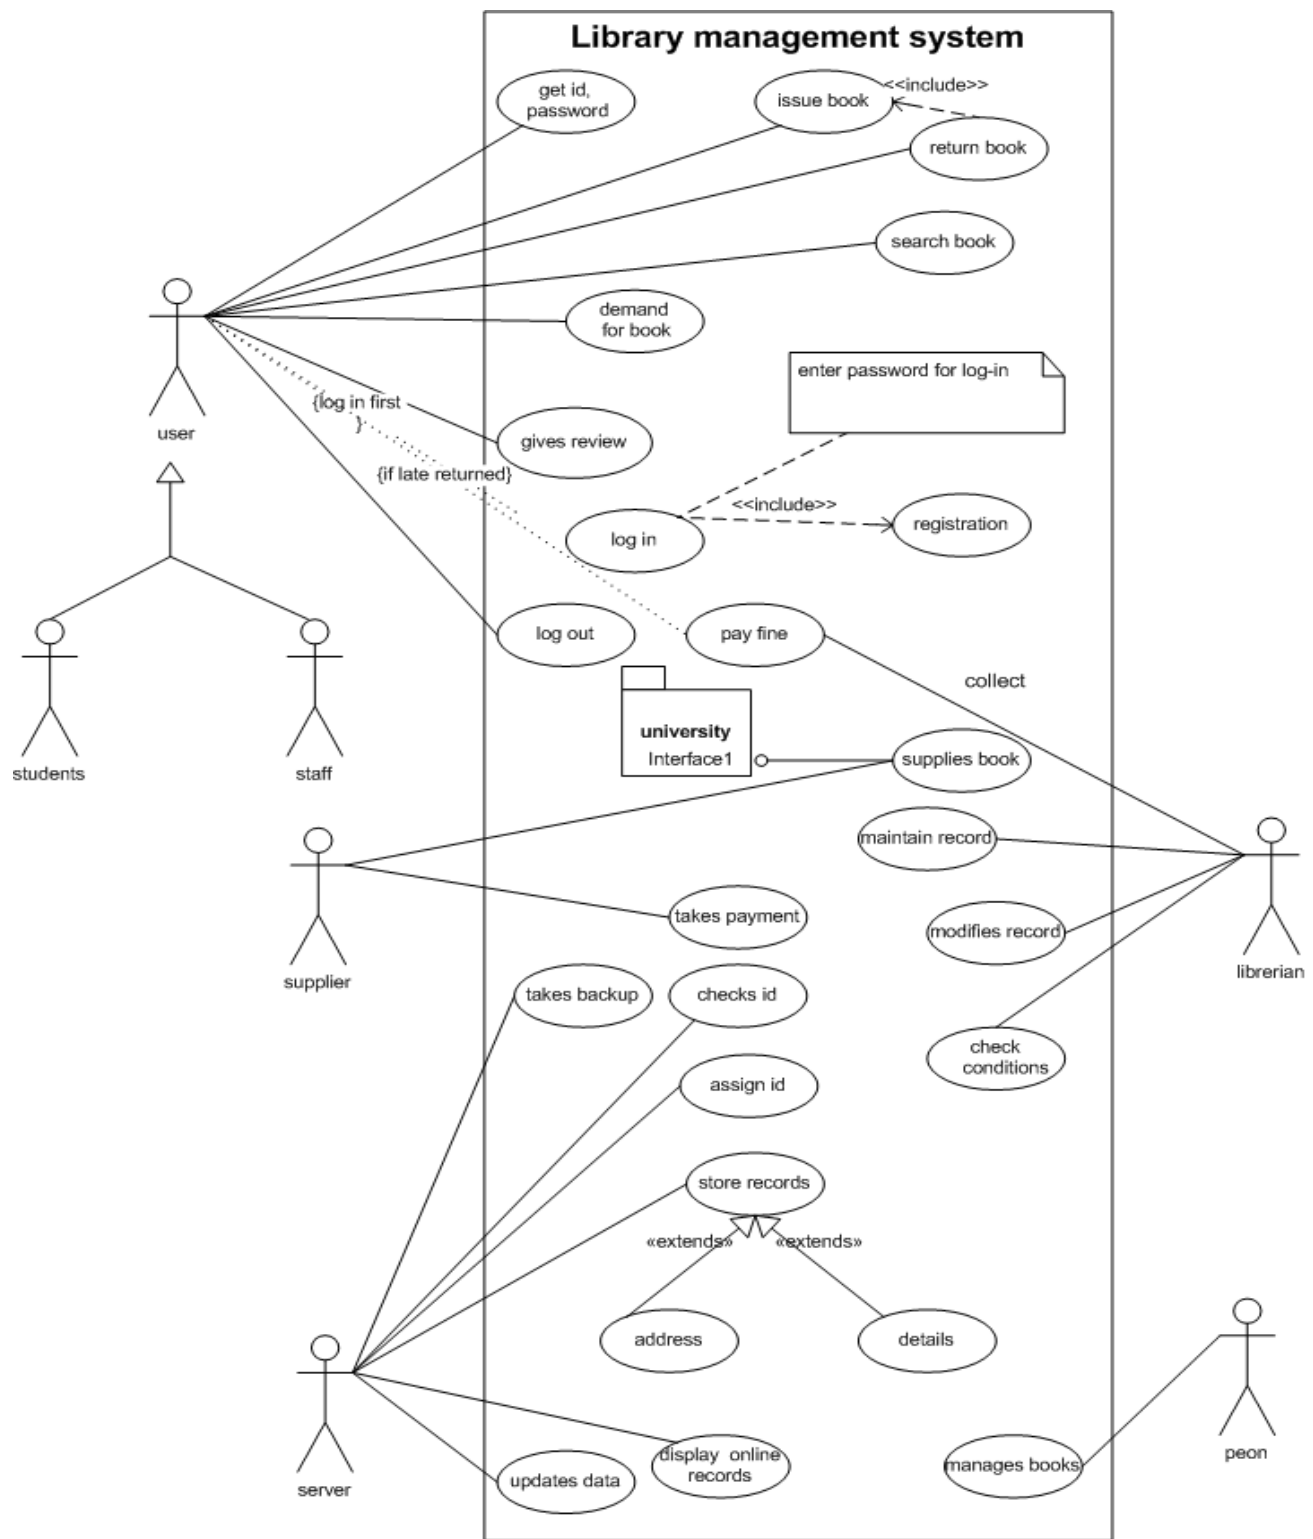 Library management system
get id,
password
issue book
<<include>>
return book
search book
demand
for book
enter password for log-in
user
{log in first
}
gives review
{if late returned}
<<include>>
log in
registration
log out
pay fine
collect
university
Interface1
supplies book
students
staff
maintain record
takes payment
modifies record
supplier
librerian
takes backup
checks id
check
conditions
assign id
store records
«extends»
«extends»
address
details
display online
records
updates data
manages books
server
peon